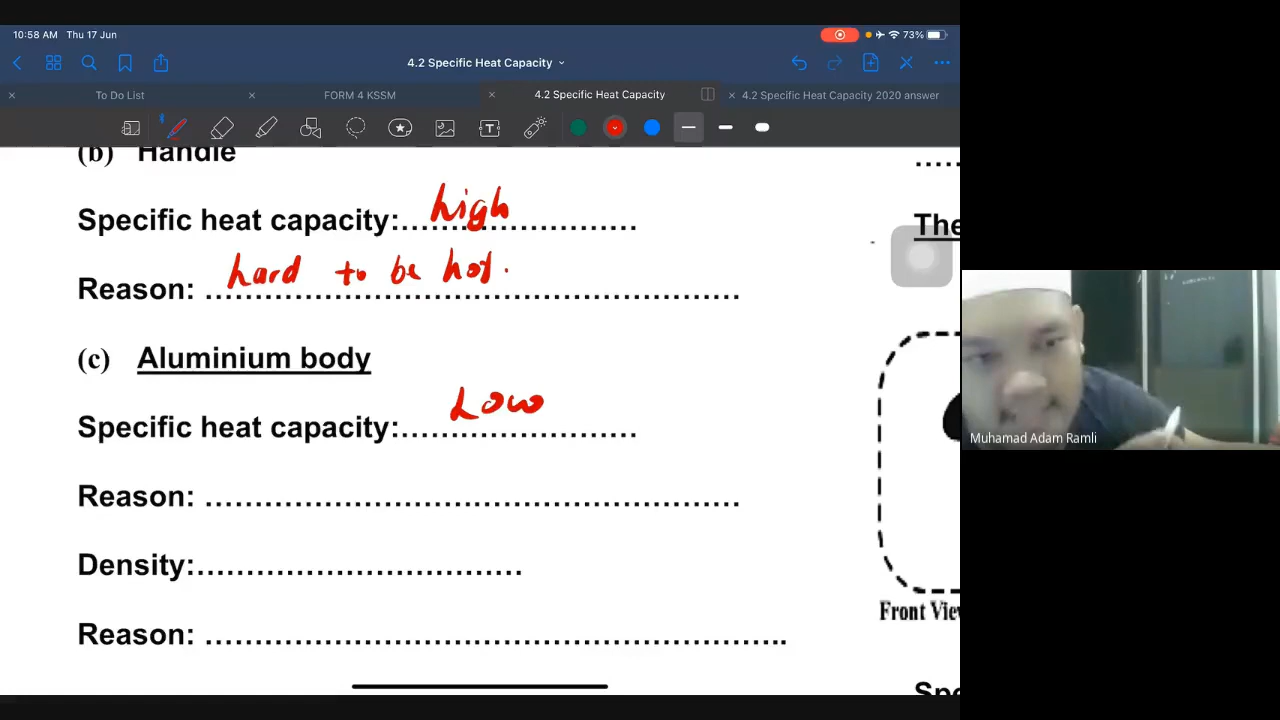 10:58 AM Thu 17 Jun
73%
4.2 Specific Heat Capacity
To Do List
FORM 4 KSSM
4.2 Specific Heat Capacity
4.2 Specific Heat Capacity 2020 answer
(b) Handle
Specific heat capacity:............................high
Reason: hard to be hot.
(c) Aluminium body
Specific heat capacity:............................Low
Reason: ................................................................
Density:.......................................
Reason: ......................................................................
.....
The
Front View
Spe
Muhamad Adam Ramli